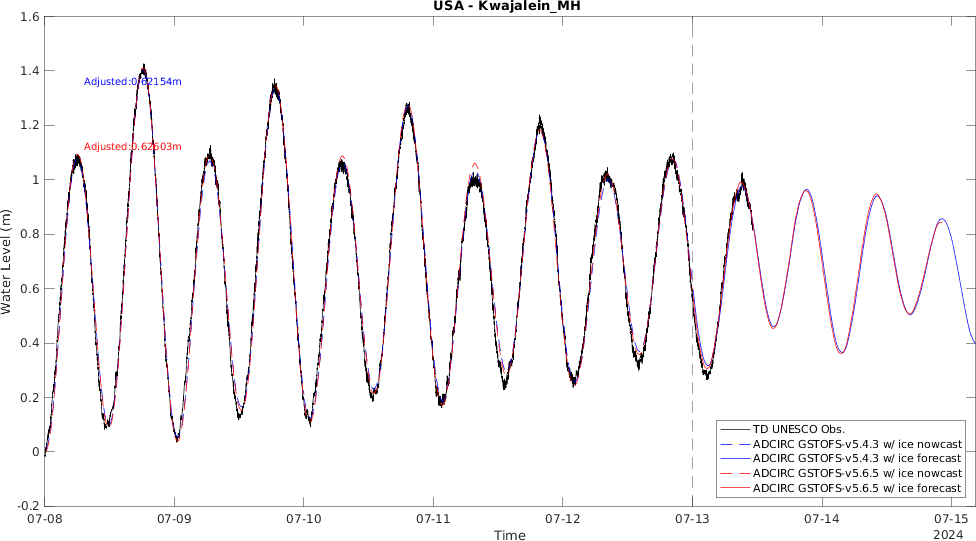 USA - Kwajalein_MH
1.6
1.4
1.2
1
0.8
0.6
0.4
0.2
0
-0.2
Water Level (m)
Adjusted:0.62154m
Adjusted:0.62603m
TD UNESCO Obs.
ADCIRC GSTOFS-v5.4.3 w/ ice nowcast
ADCIRC GSTOFS-v5.4.3 w/ ice forecast
ADCIRC GSTOFS-v5.6.5 w/ ice nowcast
ADCIRC GSTOFS-v5.6.5 w/ ice forecast
07-08 07-09 07-10 07-11 07-12 07-13 07-14 07-15
Time
2024